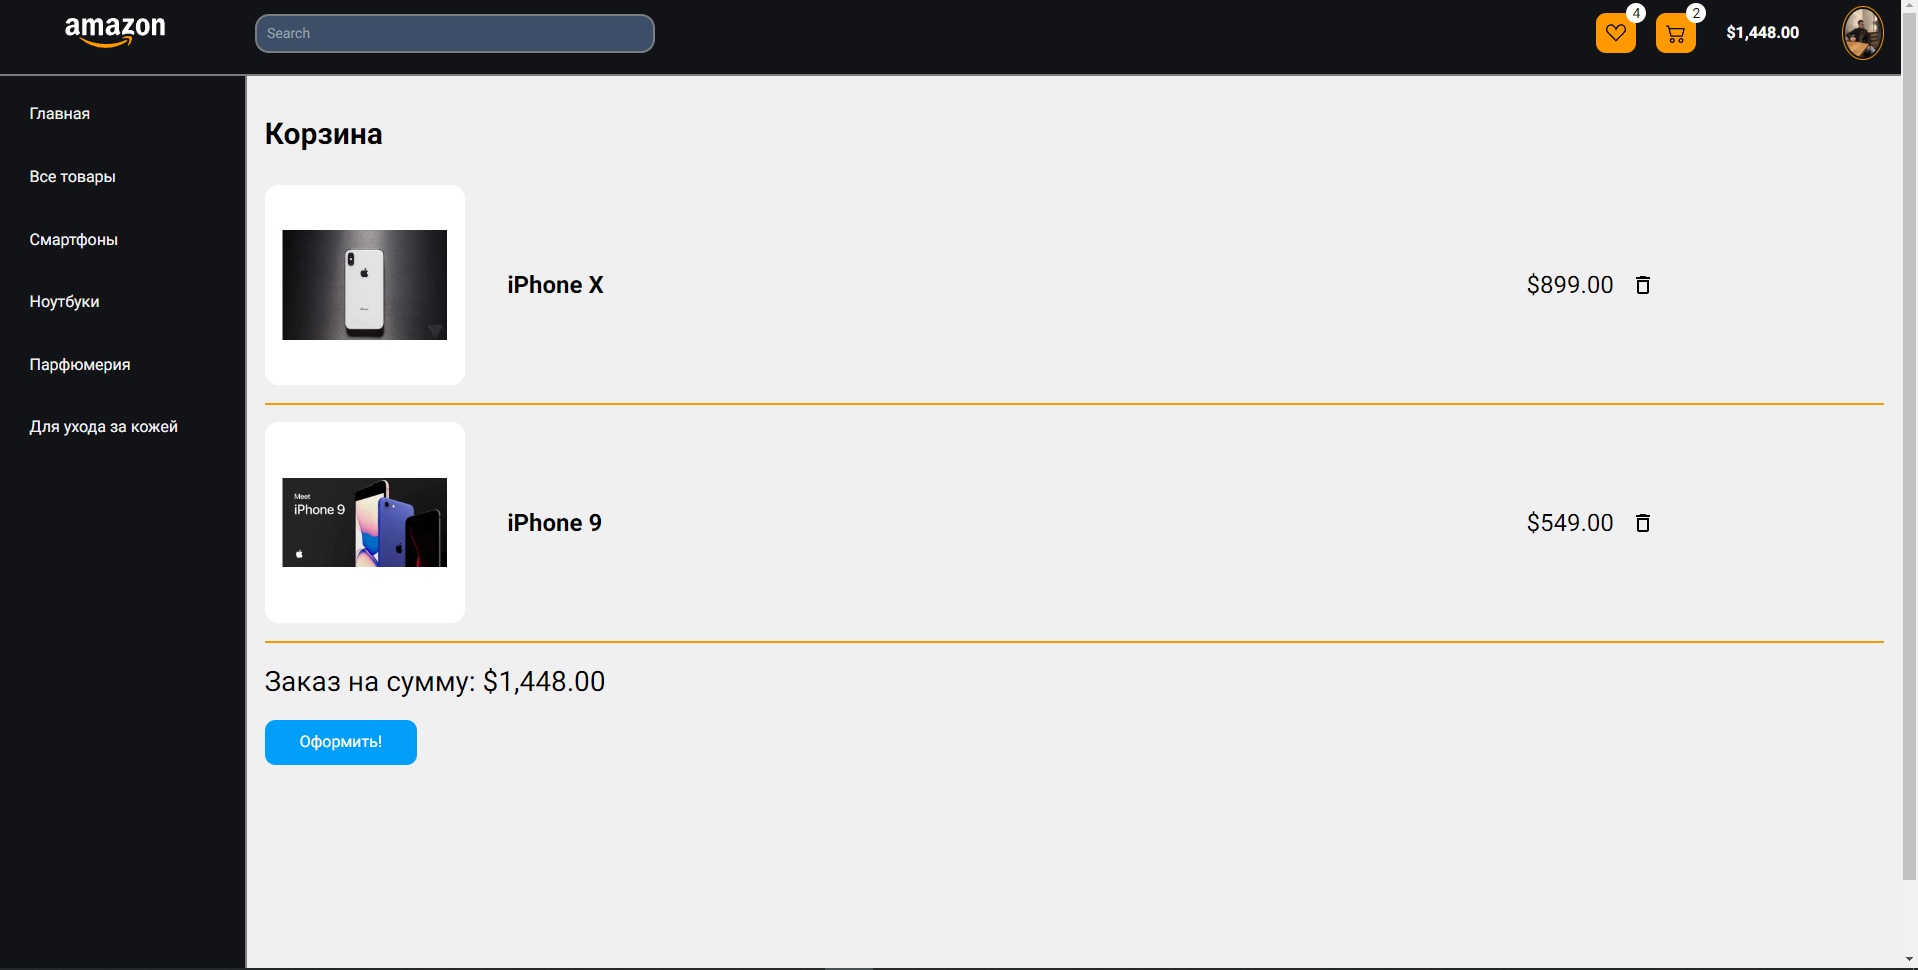 amazon
Search
4
2
$1,448.00
Главная
Все товары
Смартфоны
Ноутбуки
Парфюмерия
Для ухода за кожей
Корзина
iPhone X
$899.00
Meet
iPhone 9
iPhone 9
$549.00
Заказ на сумму: $1,448.00
Оформить!